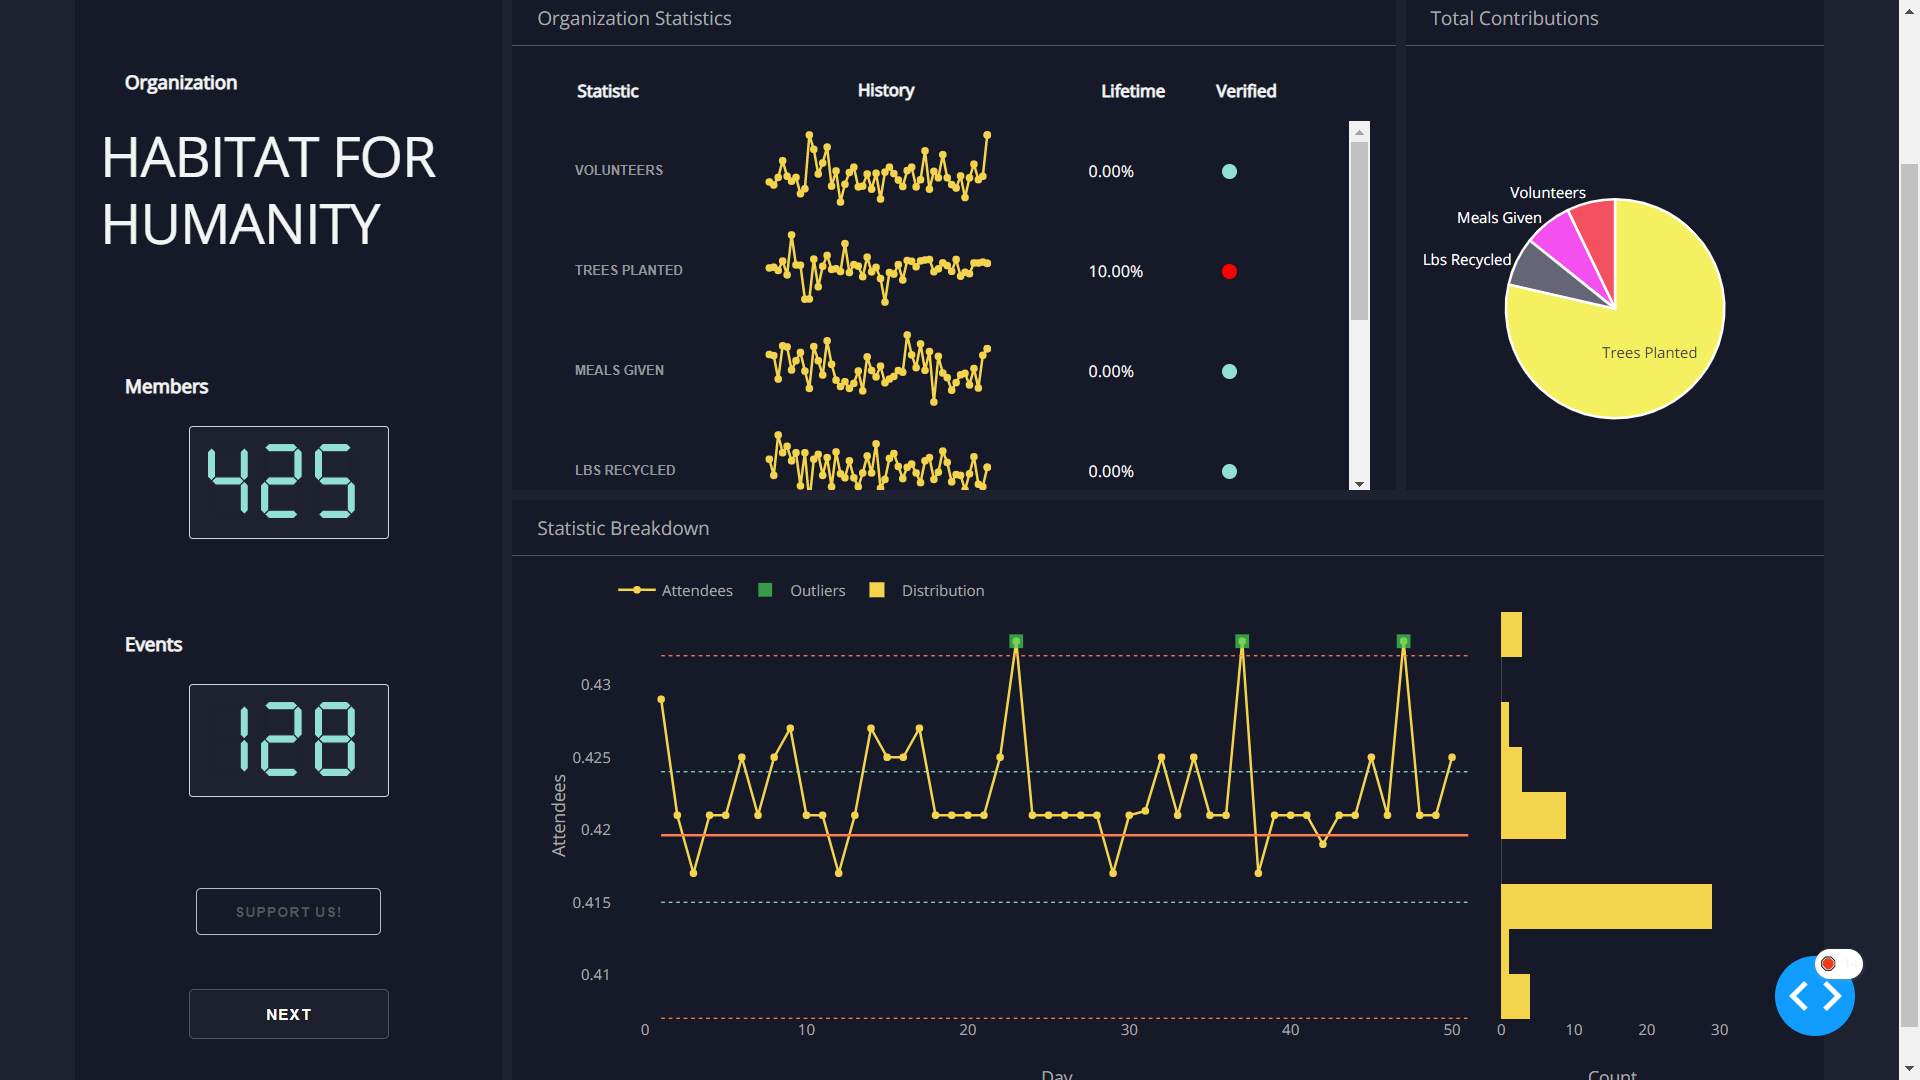 Organization
HABITAT FOR
HUMANITY
Members
425
Events
128
SUPPORT US!
NEXT
Organization Statistics
Statistic History Lifetime Verified
VOLUNTEERS 0.00%
TREES PLANTED 10.00%
MEALS GIVEN 0.00%
LBS RECYCLED 0.00%
Total Contributions
Volunteers
Meals Given
Lbs Recycled
Trees Planted
Statistic Breakdown
Attendees Outliers Distribution
Attendees
0.43
0.425
0.42
0.415
0.41
0 10 20 30 40 50
0 10 20 30
Day
Count